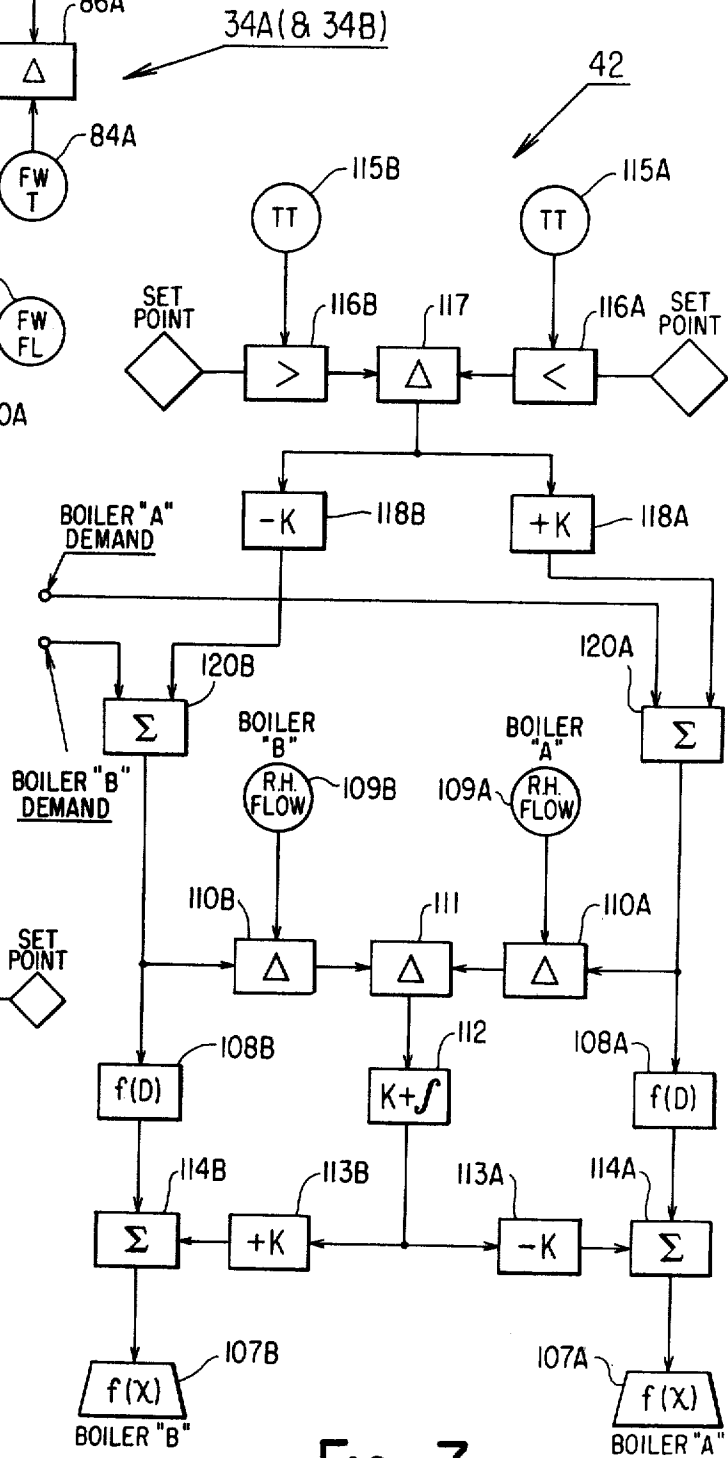 86A
34A(& 34B)
Δ
42
84A
FW
T
115B
115A
TT
TT
FW
FL
SET
POINT
116B
117
116A
SET
POINT
>
Δ
<
0A
BOILER "A"
DEMAND
-K
118B
+K
118A
120B
120A
Σ
Σ
BOILER "B"
DEMAND
BOILER
"B"
BOILER
"A"
R.H.
FLOW
109B
109A
R.H.
FLOW
110B
111
110A
SET
POINT
Δ
Δ
Δ
108B
112
108A
f(D)
K+∫
f(D)
114B
113B
113A
114A
Σ
+K
-K
Σ
107B
107A
f(X)
f(X)
BOILER "B"
BOILER "A"